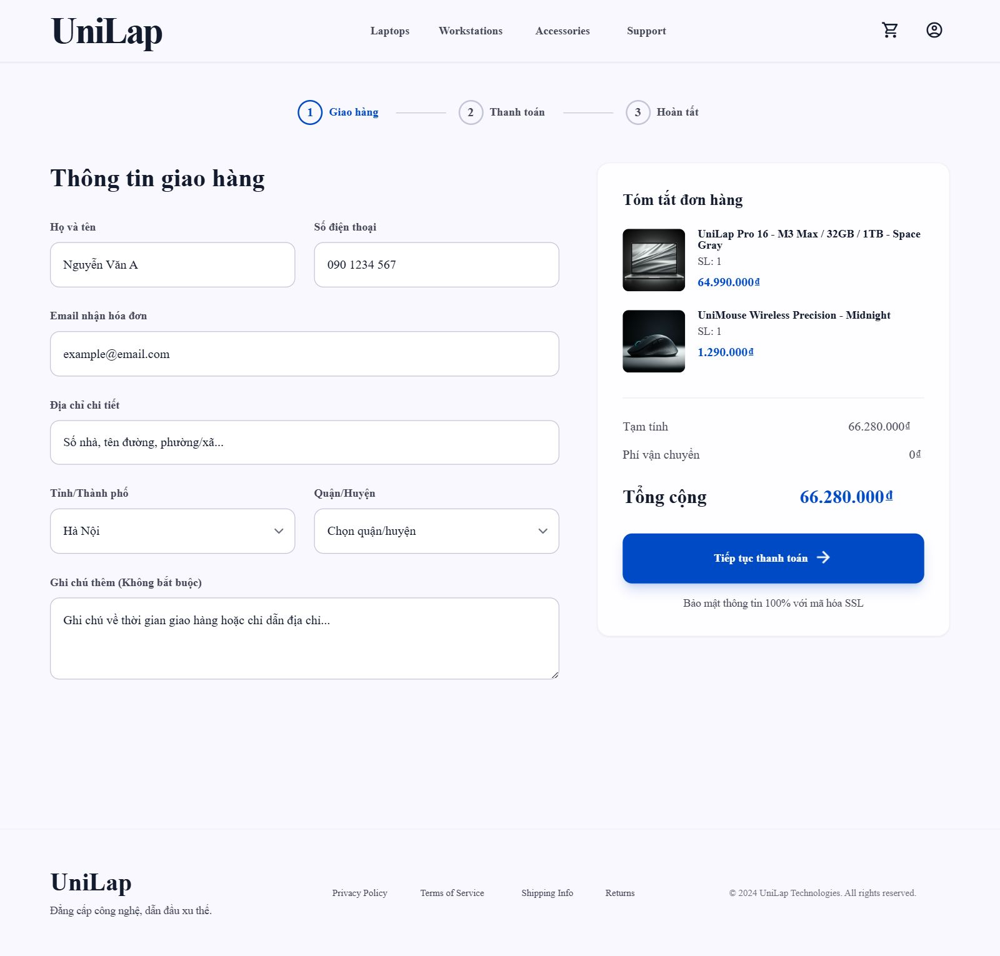 UniLap
Laptops
Workstations
Accessories
Support
1
Giao hàng
2
Thanh toán
3
Hoàn tất
Thông tin giao hàng
Họ và tên
Số điện thoại
Nguyễn Văn A
090 1234 567
Email nhận hóa đơn
example@email.com
Địa chỉ chi tiết
Số nhà, tên đường, phường/xã...
Tỉnh/Thành phố
Quận/Huyện
Hà Nội
Chọn quận/huyện
Ghi chú thêm (Không bắt buộc)
Ghi chú về thời gian giao hàng hoặc chỉ dẫn địa chỉ...
Tóm tắt đơn hàng
UniLap Pro 16 - M3 Max / 32GB / 1TB - Space
Gray
SL: 1
64.990.000₫
UniMouse Wireless Precision - Midnight
SL: 1
1.290.000₫
Tạm tính
66.280.000₫
Phí vận chuyển
0₫
Tổng cộng
66.280.000₫
Tiếp tục thanh toán
Bảo mật thông tin 100% với mã hóa SSL
UniLap
Đẳng cấp công nghệ, dẫn đầu xu thế.
Privacy Policy
Terms of Service
Shipping Info
Returns
© 2024 UniLap Technologies. All rights reserved.